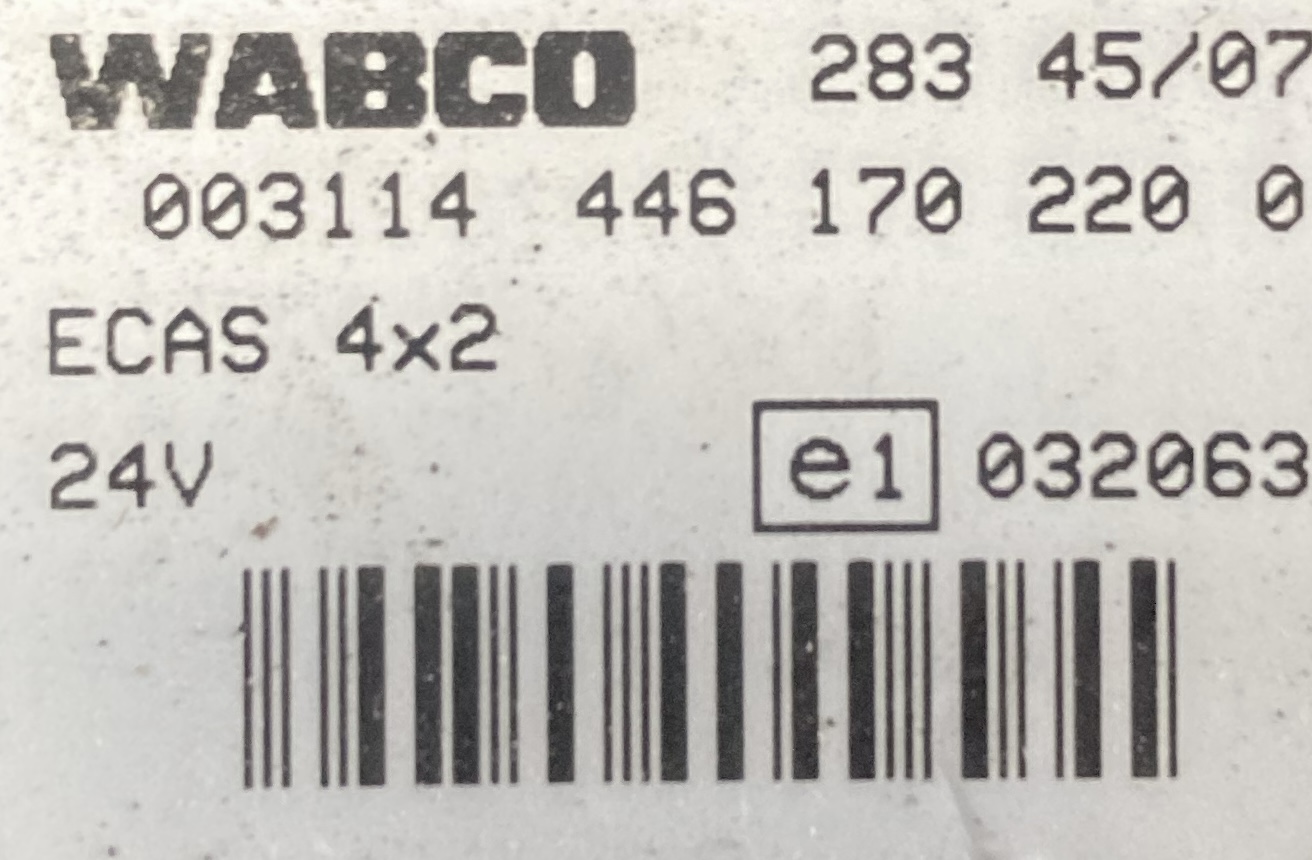 WABCO 283 45/07
003114 446 170 220 0
ECAS 4x2
24V e1 032063